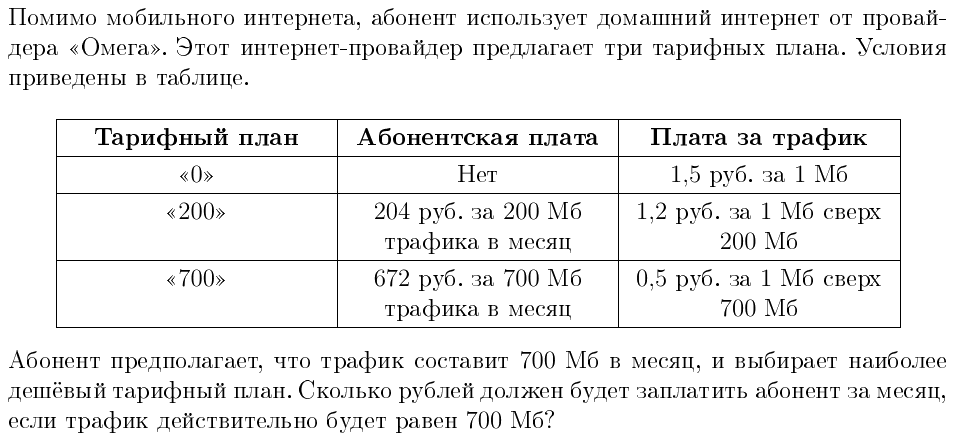 Помимо мобильного интернета, абонент использует домашний интернет от провай-
дера «Омега». Этот интернет-провайдер предлагает три тарифных плана. Условия
приведены в таблице.
Тарифный план Абонентская плата Плата за трафик
«0» Нет 1,5 руб. за 1 Мб
«200» 204 руб. за 200 Мб 1,2 руб. за 1 Мб сверх
трафика в месяц 200 Мб
«700» 672 руб. за 700 Мб 0,5 руб. за 1 Мб сверх
трафика в месяц 700 Мб
Абонент предполагает, что трафик составит 700 Мб в месяц, и выбирает наиболее
дешёвый тарифный план. Сколько рублей должен будет заплатить абонент за месяц,
если трафик действительно будет равен 700 Мб?